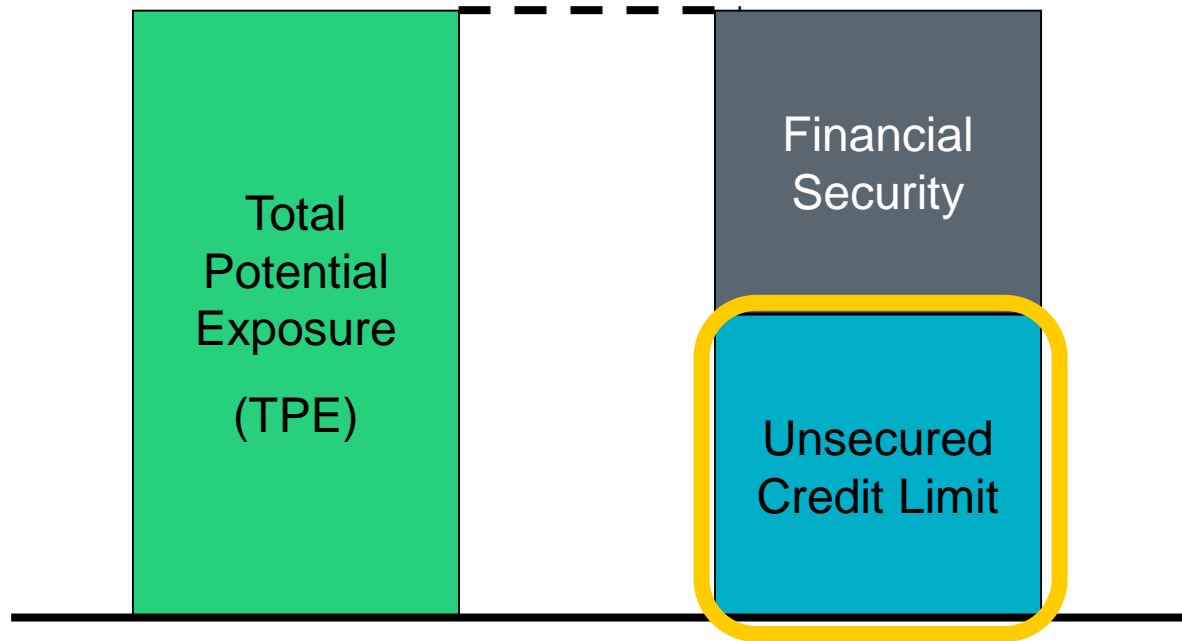 Total
Potential
Exposure
(TPE)
Financial
Security
Unsecured
Credit Limit